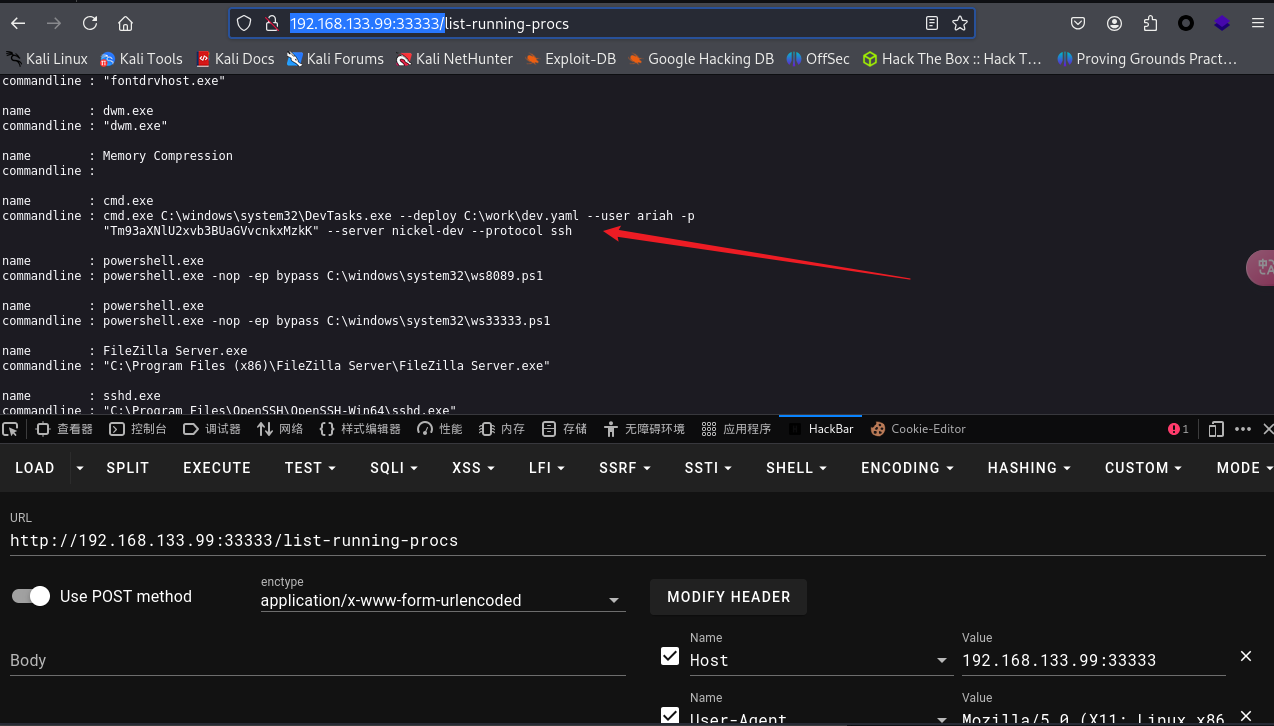 192.168.133.99:33333/list-running-procs
Kali Linux Kali Tools Kali Docs Kali Forums Kali NetHunter Exploit-DB Google Hacking DB OffSec Hack The Box :: Hack T… Proving Grounds Pract…
commandline : "fontdrvhost.exe"
name : dwm.exe
commandline : "dwm.exe"
name : Memory Compression
commandline :
name : cmd.exe
commandline : cmd.exe C:\windows\system32\DevTasks.exe --deploy C:\work\dev.yaml --user ariah -p
"Tm93aXNlU2xvb3BUaGVvcnkxMzkK" --server nickel-dev --protocol ssh
name : powershell.exe
commandline : powershell.exe -nop -ep bypass C:\windows\system32\ws8089.ps1
name : powershell.exe
commandline : powershell.exe -nop -ep bypass C:\windows\system32\ws33333.ps1
name : FileZilla Server.exe
commandline : "C:\Program Files (x86)\FileZilla Server\FileZilla Server.exe"
name : sshd.exe
commandline : "C:\Program Files\OpenSSH\OpenSSH-Win64\sshd.exe"
查看器 控制台 调试器 网络 样式编辑器 性能 内存 存储 无障碍环境 应用程序 HackBar Cookie-Editor 1
LOAD SPLIT EXECUTE TEST SQLI XSS LFI SSRF SSTI SHELL ENCODING HASHING CUSTOM MODE
URL
http://192.168.133.99:33333/list-running-procs
Use POST method
enctype
application/x-www-form-urlencoded
MODIFY HEADER
Body
Name Value
Host 192.168.133.99:33333
Name Value
User-Agent Mozilla/5.0 (X11; Linux x86